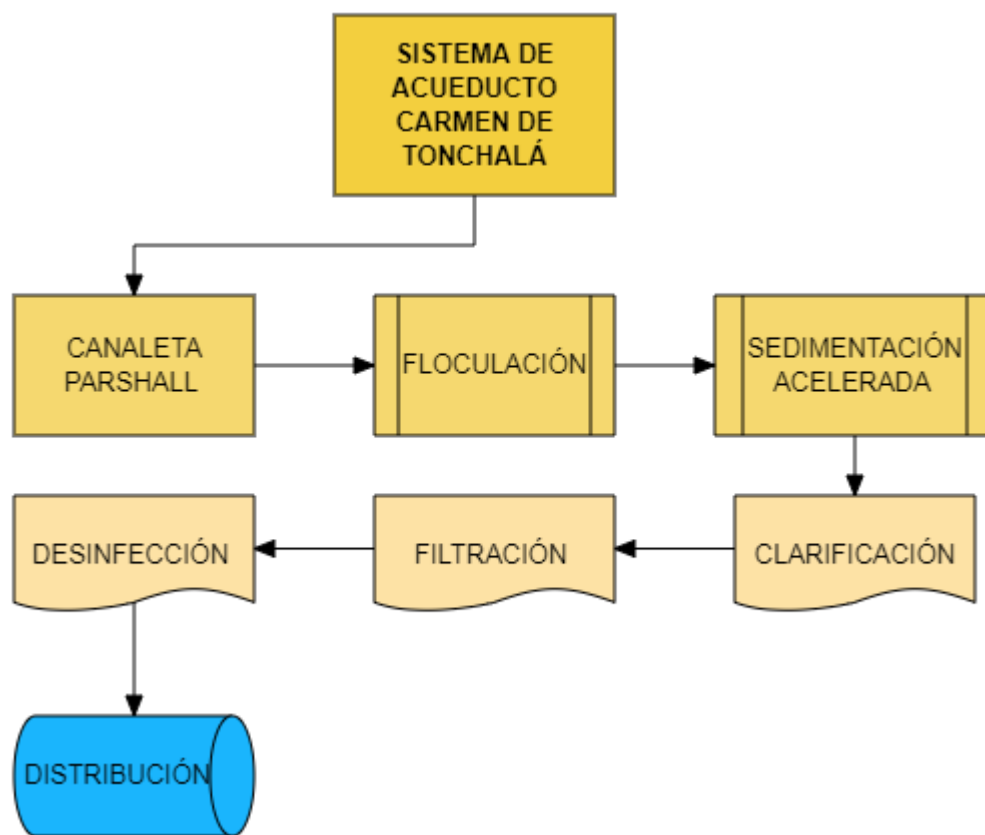 SISTEMA DE
ACUEDUCTO
CARMEN DE
TONCHALÁ
CANALETA
PARSHALL
FLOCULACIÓN
SEDIMENTACIÓN
ACELERADA
DESINFECCIÓN
FILTRACIÓN
CLARIFICACIÓN
DISTRIBUCIÓN